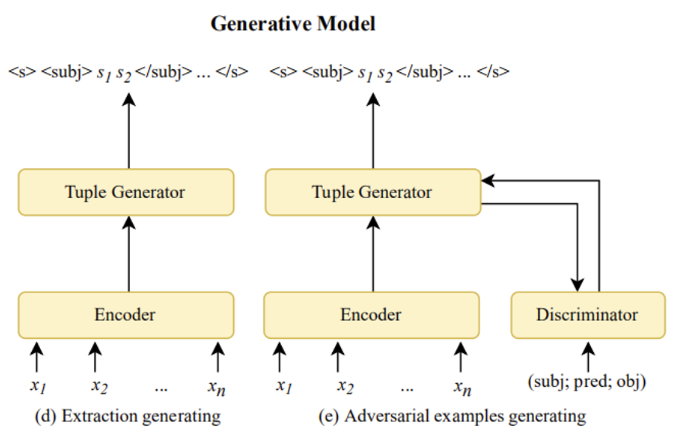 Generative Model
<s> <subj> s1 s2 </subj> ... </s> <s> <subj> s1 s2 </subj> ... </s>
Tuple Generator Tuple Generator
Encoder Encoder Discriminator
x1 x2 ... xn x1 x2 ... xn (subj; pred; obj)
(d) Extraction generating (e) Adversarial examples generating